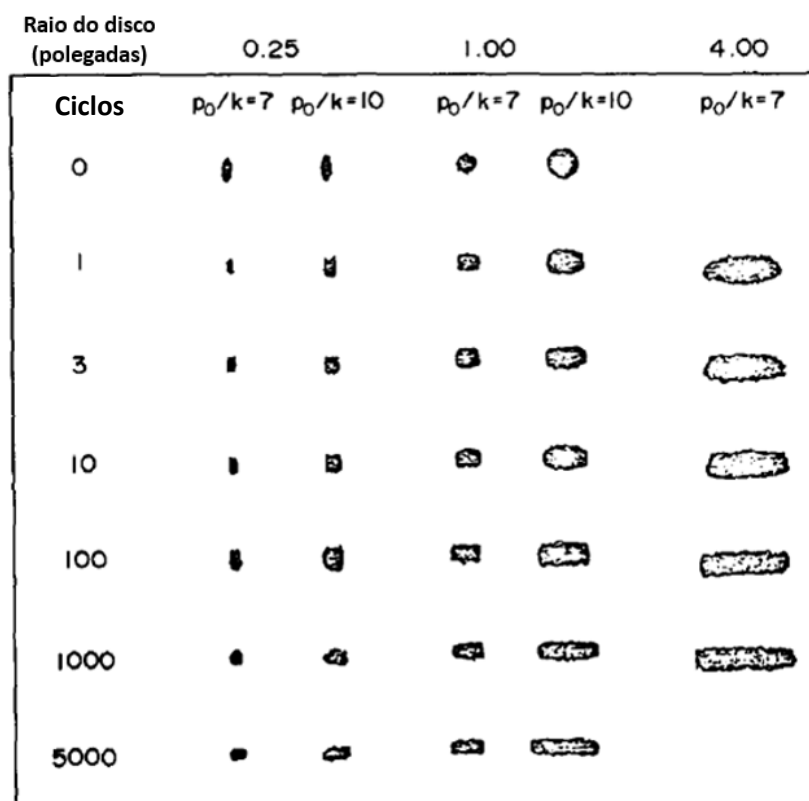 Raio do disco
(polegadas) 0.25 1.00 4.00
Ciclos p₀/k=7 p₀/k=10 p₀/k=7 p₀/k=10 p₀/k=7
0
1
3
10
100
1000
5000